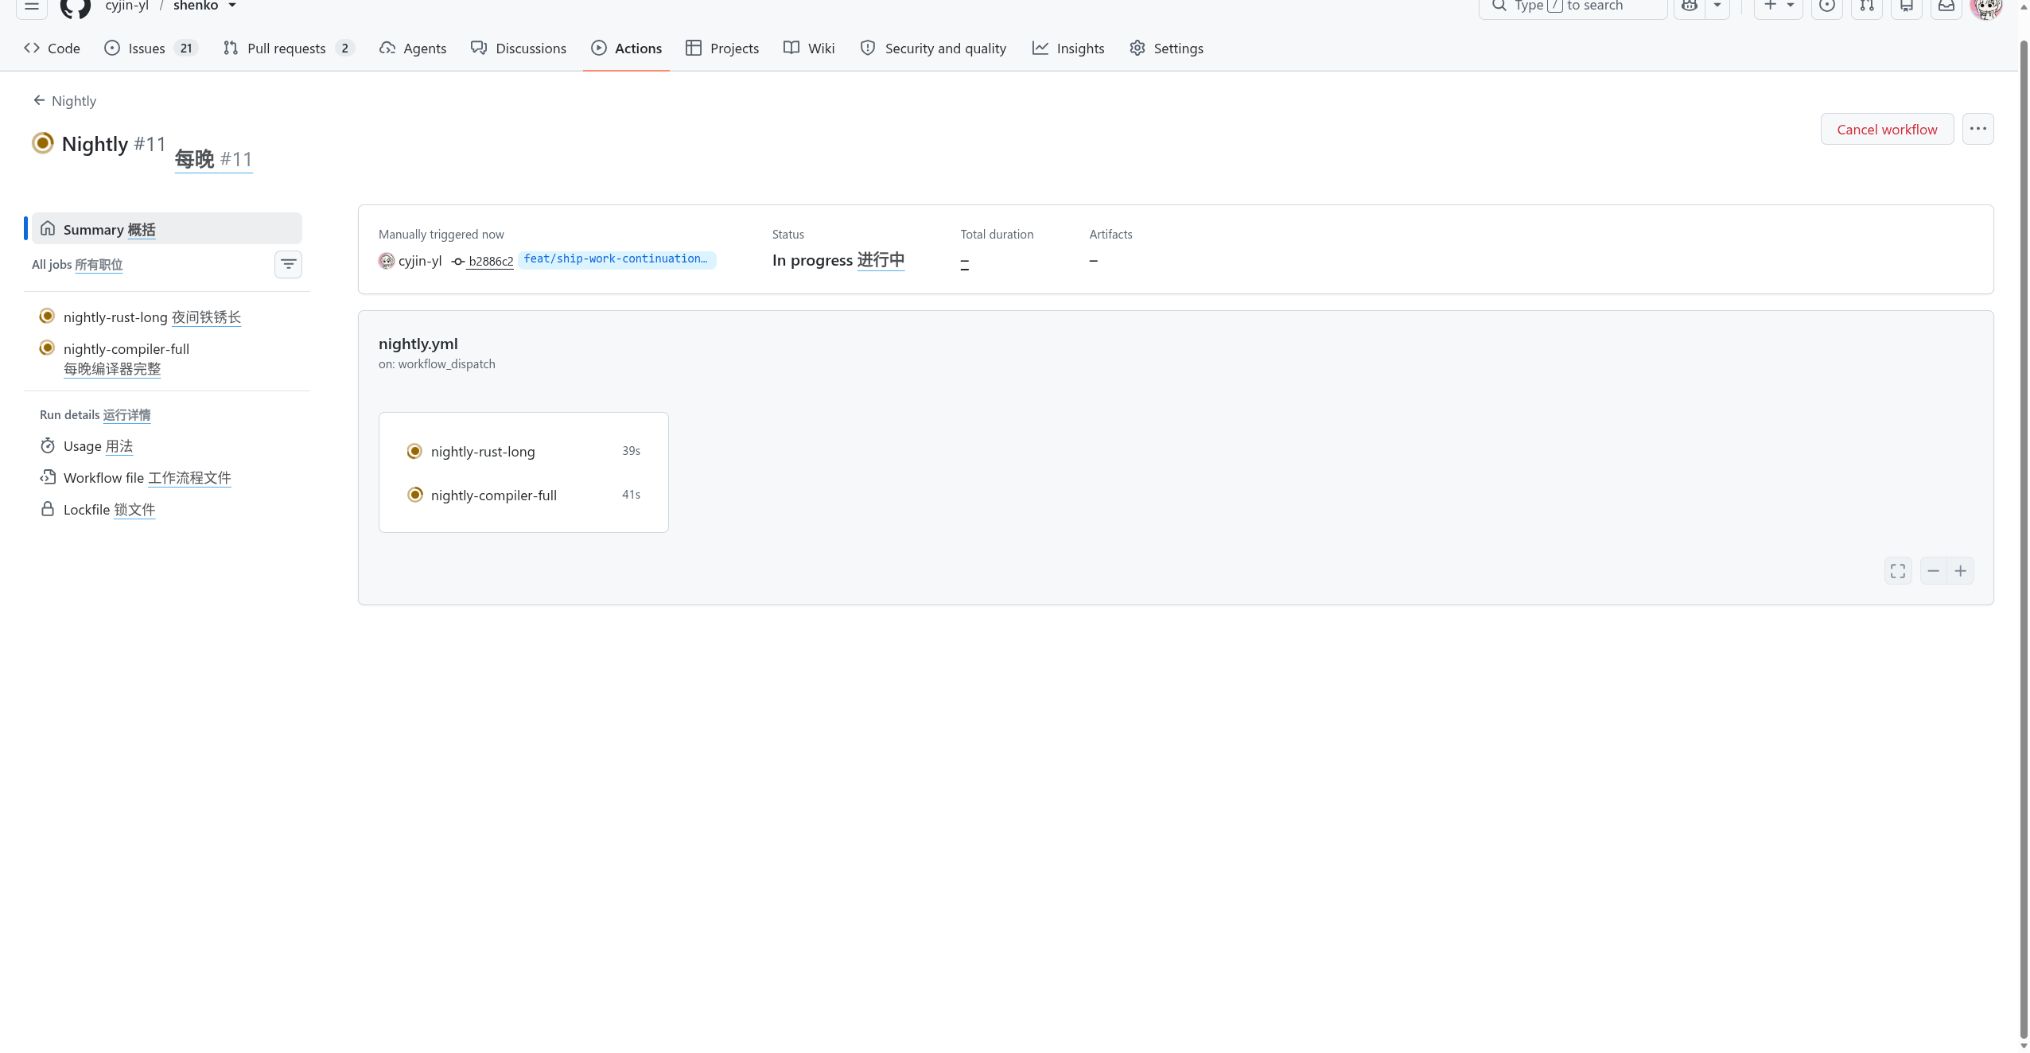 cyjin-yl / shenko
Type / to search
Code
Issues 21
Pull requests 2
Agents
Discussions
Actions
Projects
Wiki
Security and quality
Insights
Settings
Nightly
Nightly #11 每晚 #11
Cancel workflow
Summary 概括
All jobs 所有职位
nightly-rust-long 夜间铁锈长
nightly-compiler-full
每晚编译器完整
Run details 运行详情
Usage 用法
Workflow file 工作流程文件
Lockfile 锁文件
Manually triggered now
cyjin-yl b2886c2 feat/ship-work-continuation…
Status
In progress 进行中
Total duration
–
Artifacts
–
nightly.yml
on: workflow_dispatch
nightly-rust-long 39s
nightly-compiler-full 41s